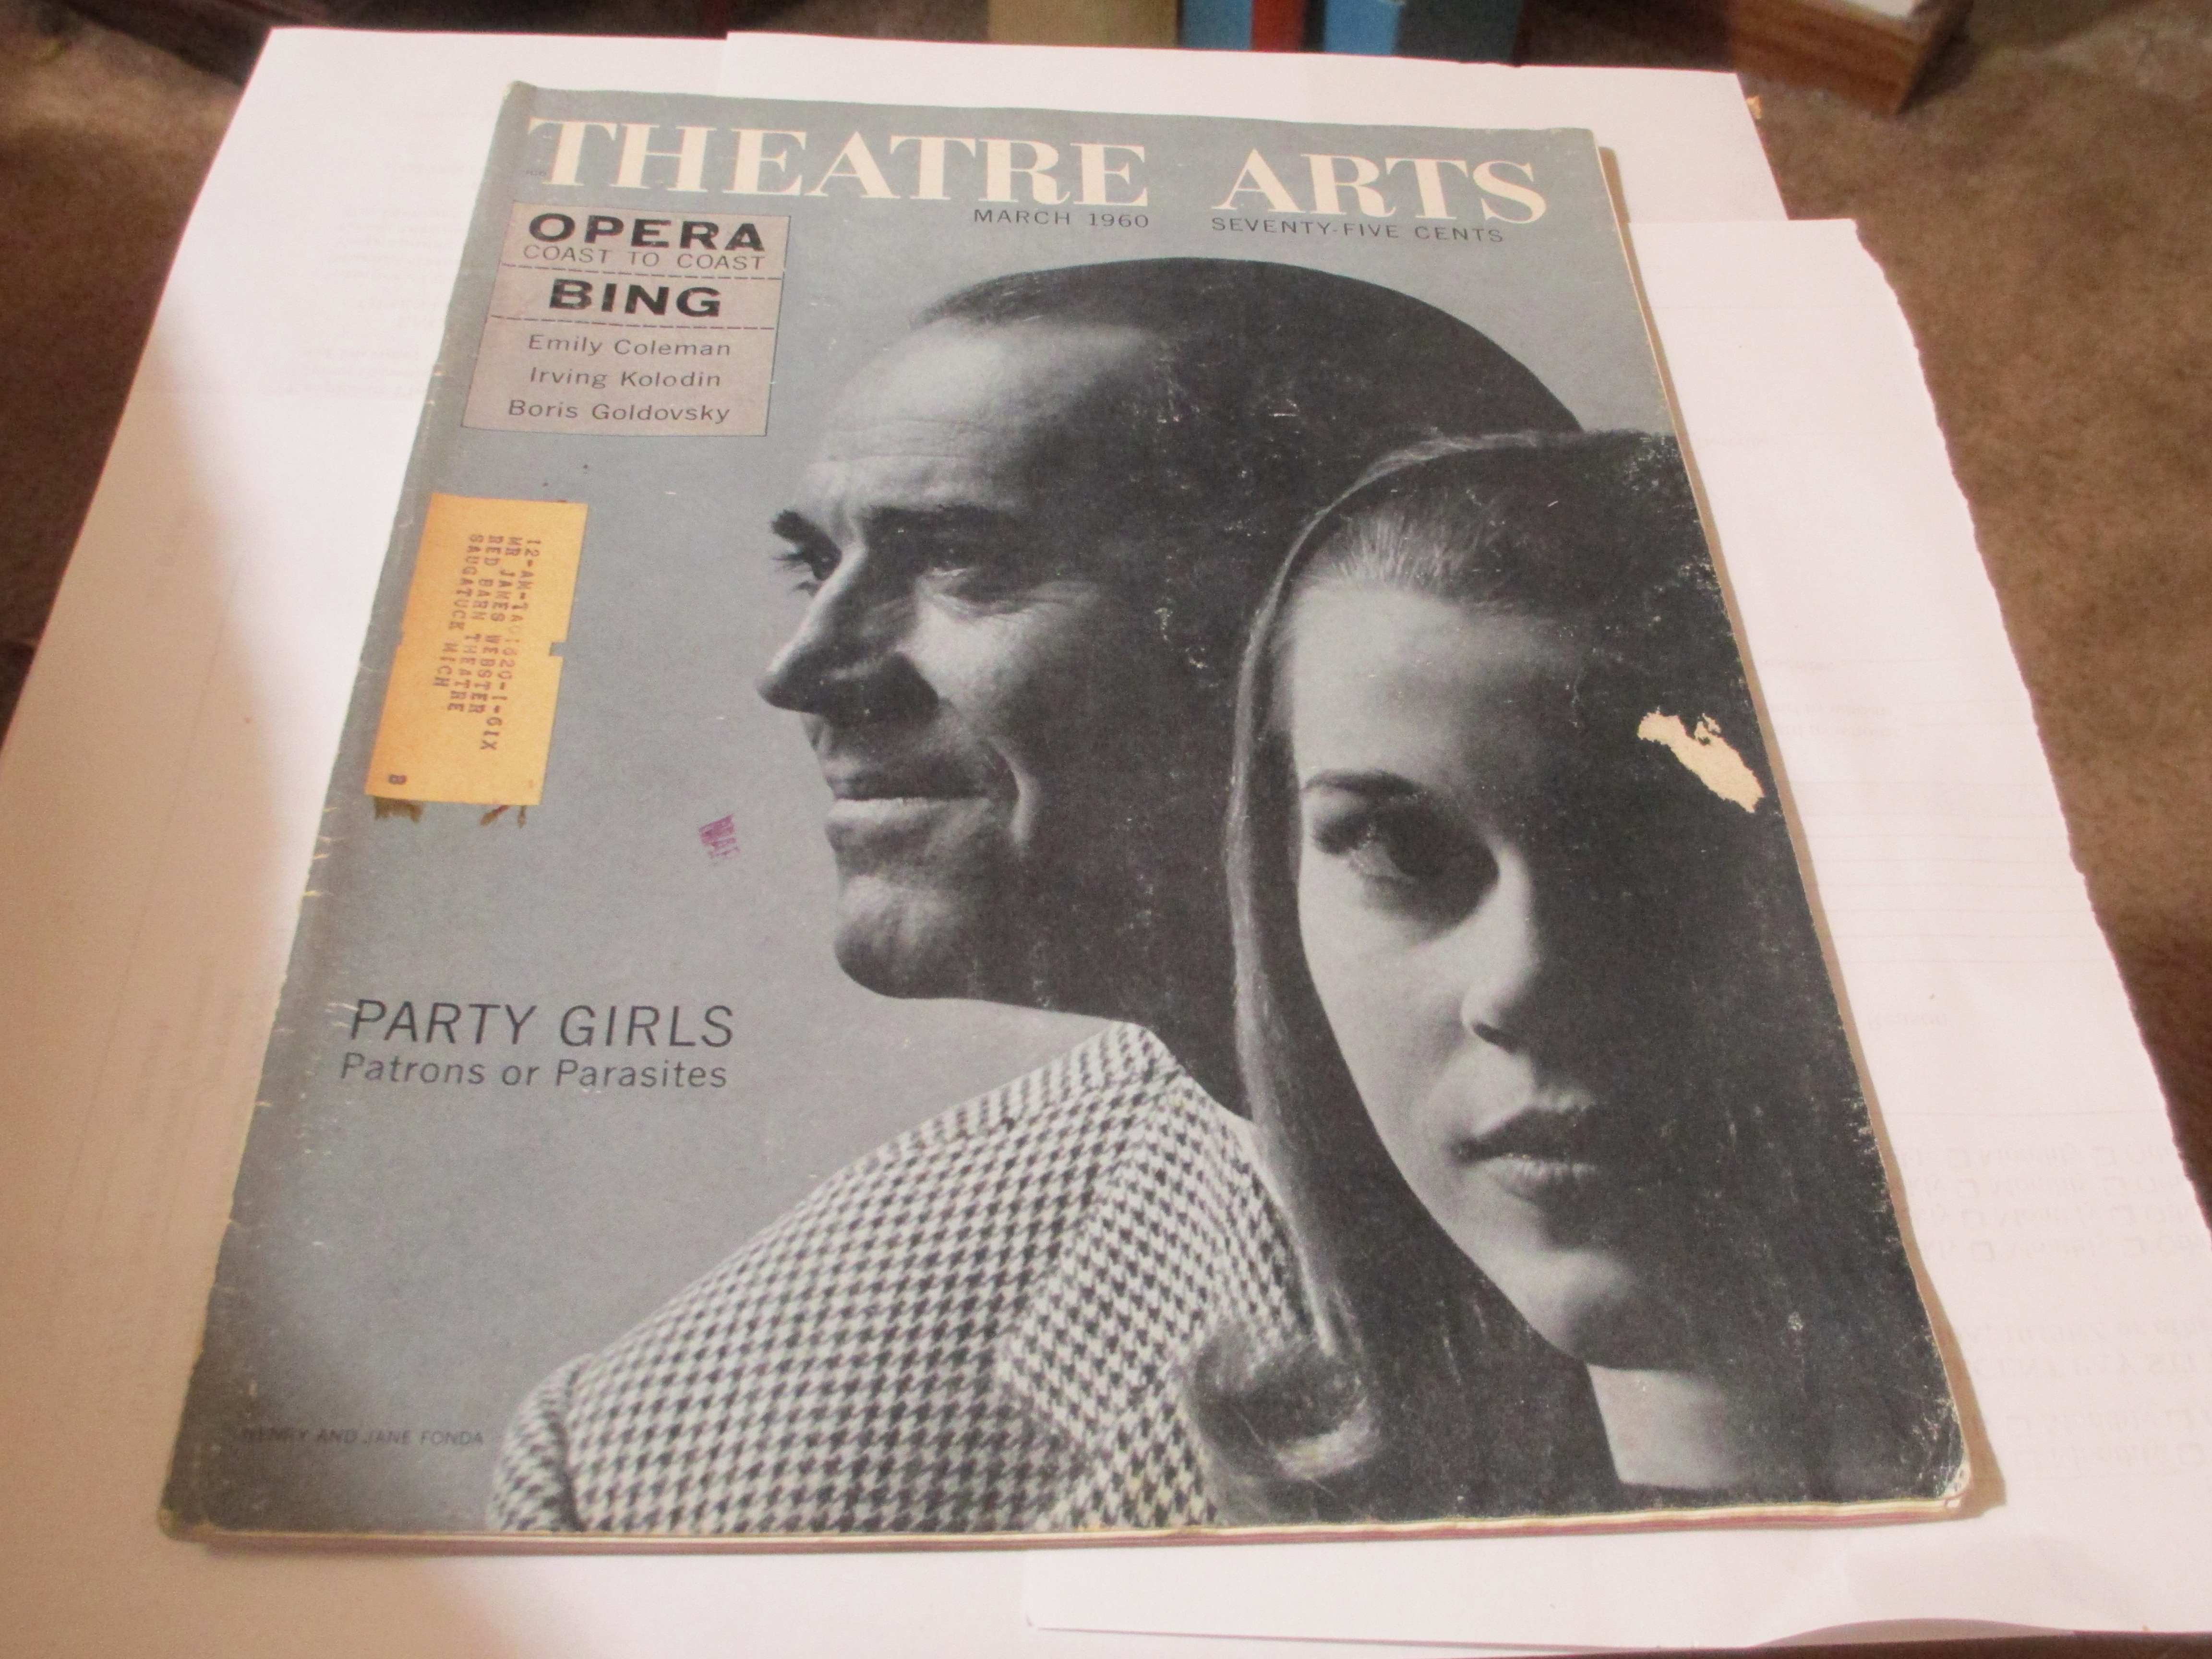 THEATRE ARTS
MARCH 1960 SEVENTY-FIVE CENTS
OPERA
COAST TO COAST
BING
Emily Coleman
Irving Kolodin
Boris Goldovsky
MR JAMES WEBSTER
RED BARN THEATRE
SAUGATUCK MICH
B
PARTY GIRLS
Patrons or Parasites
HENRY AND JANE FONDA